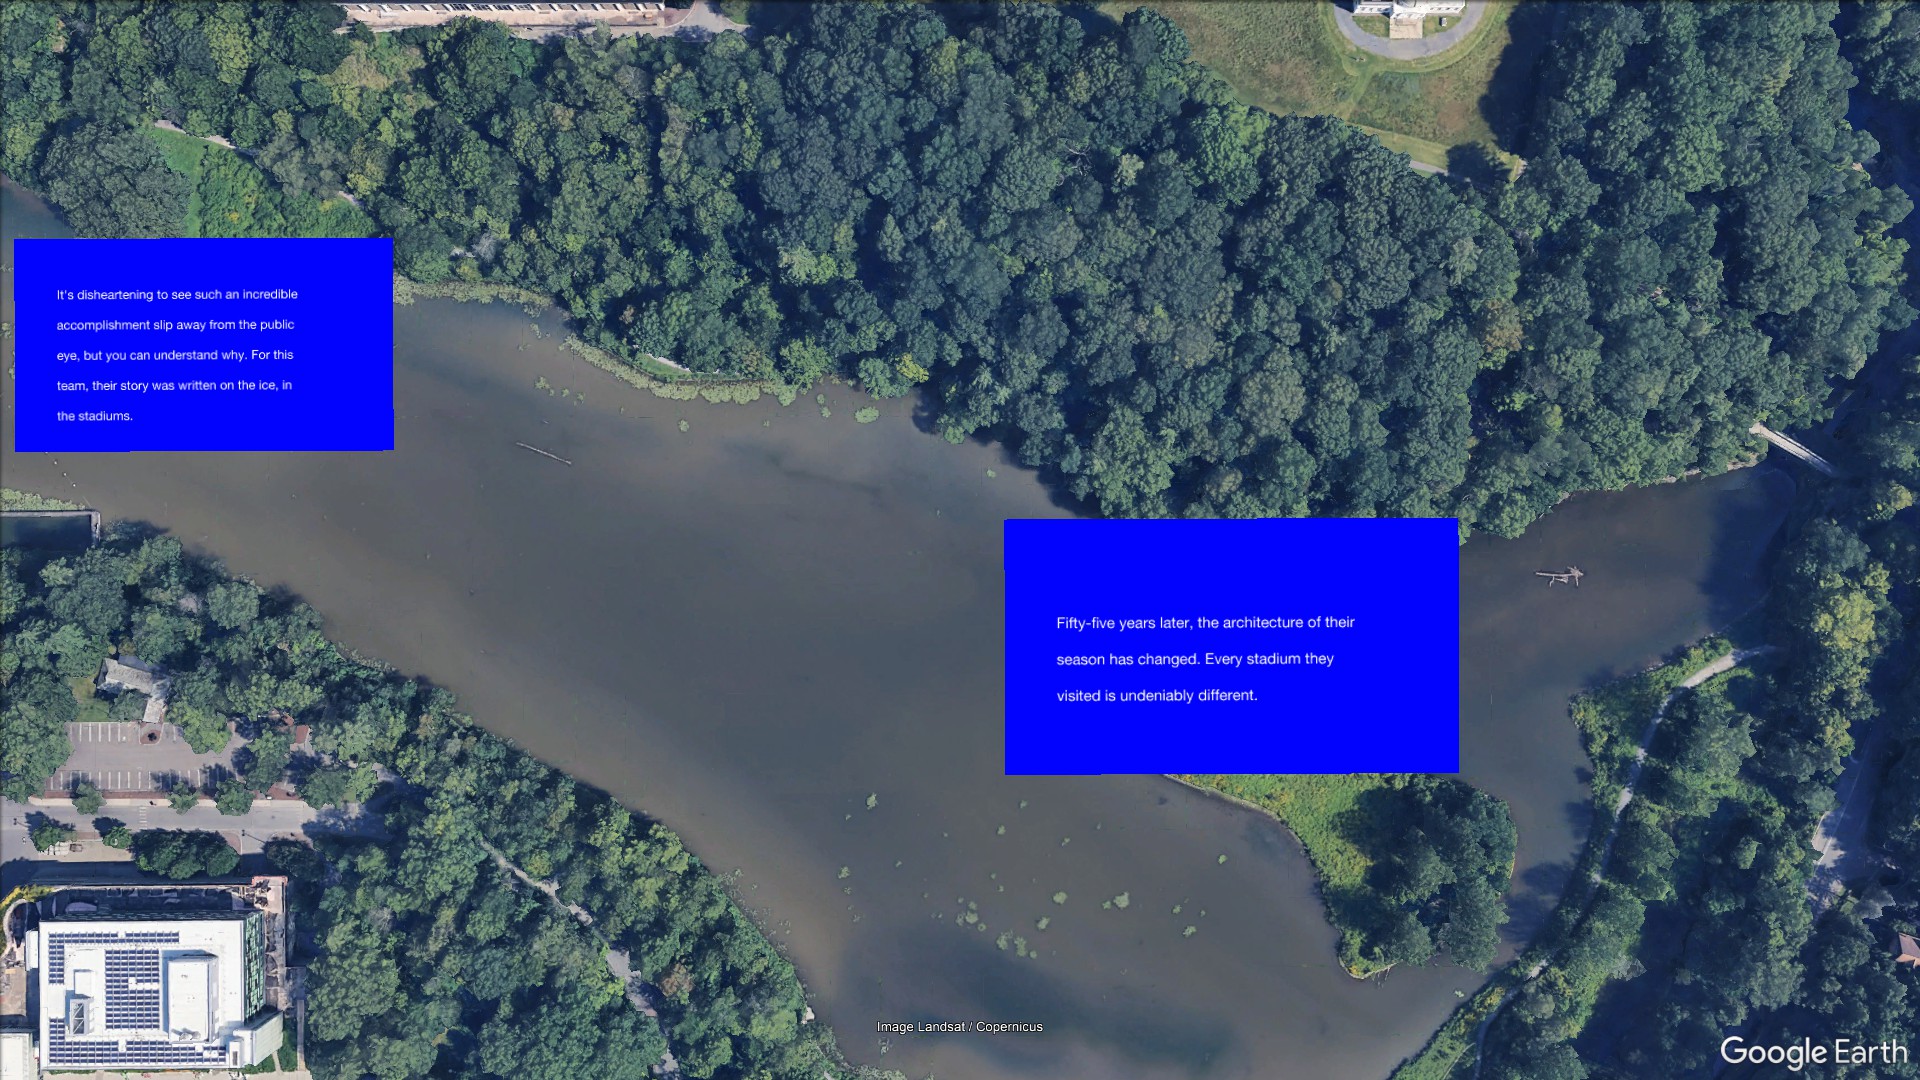 It's disheartening to see such an incredible
accomplishment slip away from the public
eye, but you can understand why. For this
team, their story was written on the ice, in
the stadiums.
Fifty-five years later, the architecture of their
season has changed. Every stadium they
visited is undeniably different.
Image Landsat / Copernicus
Google Earth